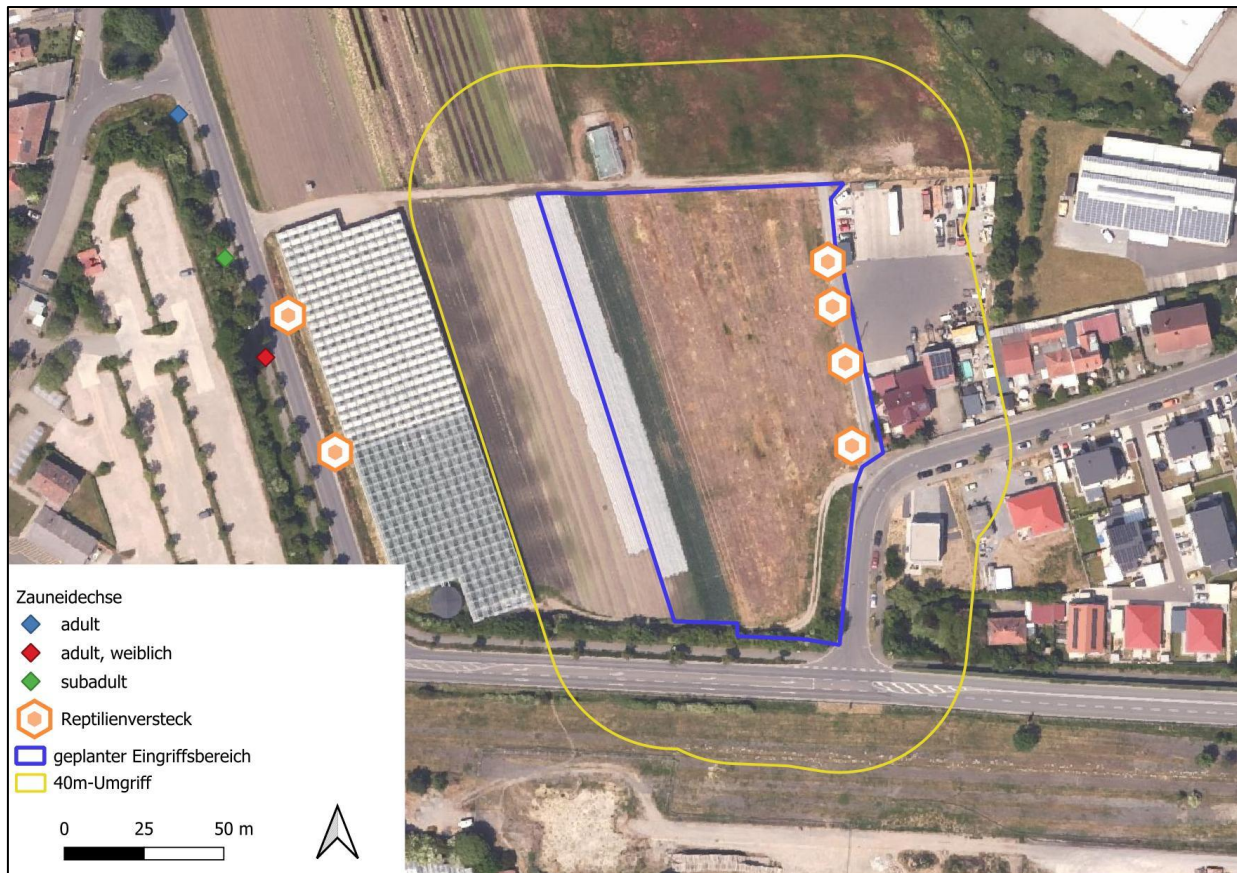 Zauneidechse
adult
adult, weiblich
subadult
Reptilienversteck
geplanter Eingriffsbereich
40m-Umgriff
0 25 50 m